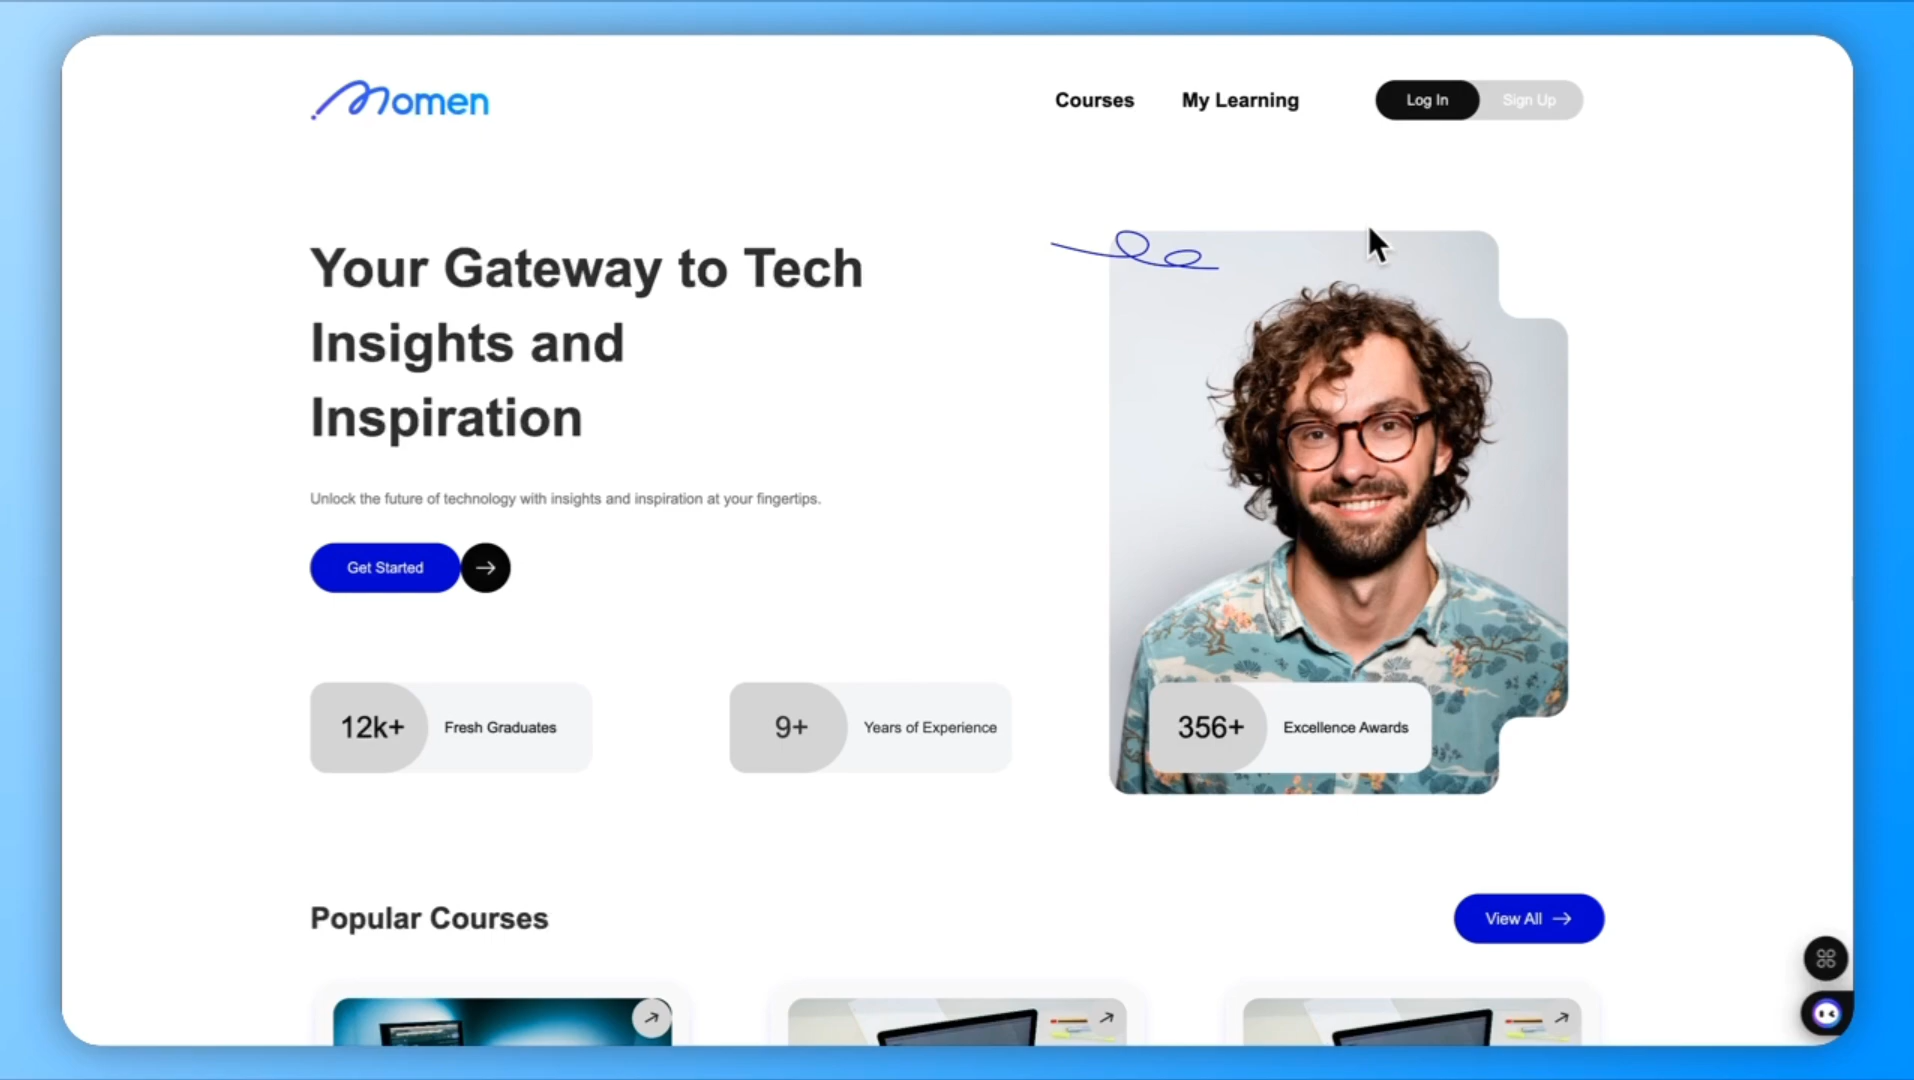 Momen
Courses
My Learning
Log In
Sign Up
Your Gateway to Tech
Insights and
Inspiration
Unlock the future of technology with insights and inspiration at your fingertips.
Get Started
12k+
Fresh Graduates
9+
Years of Experience
356+
Excellence Awards
Popular Courses
View All